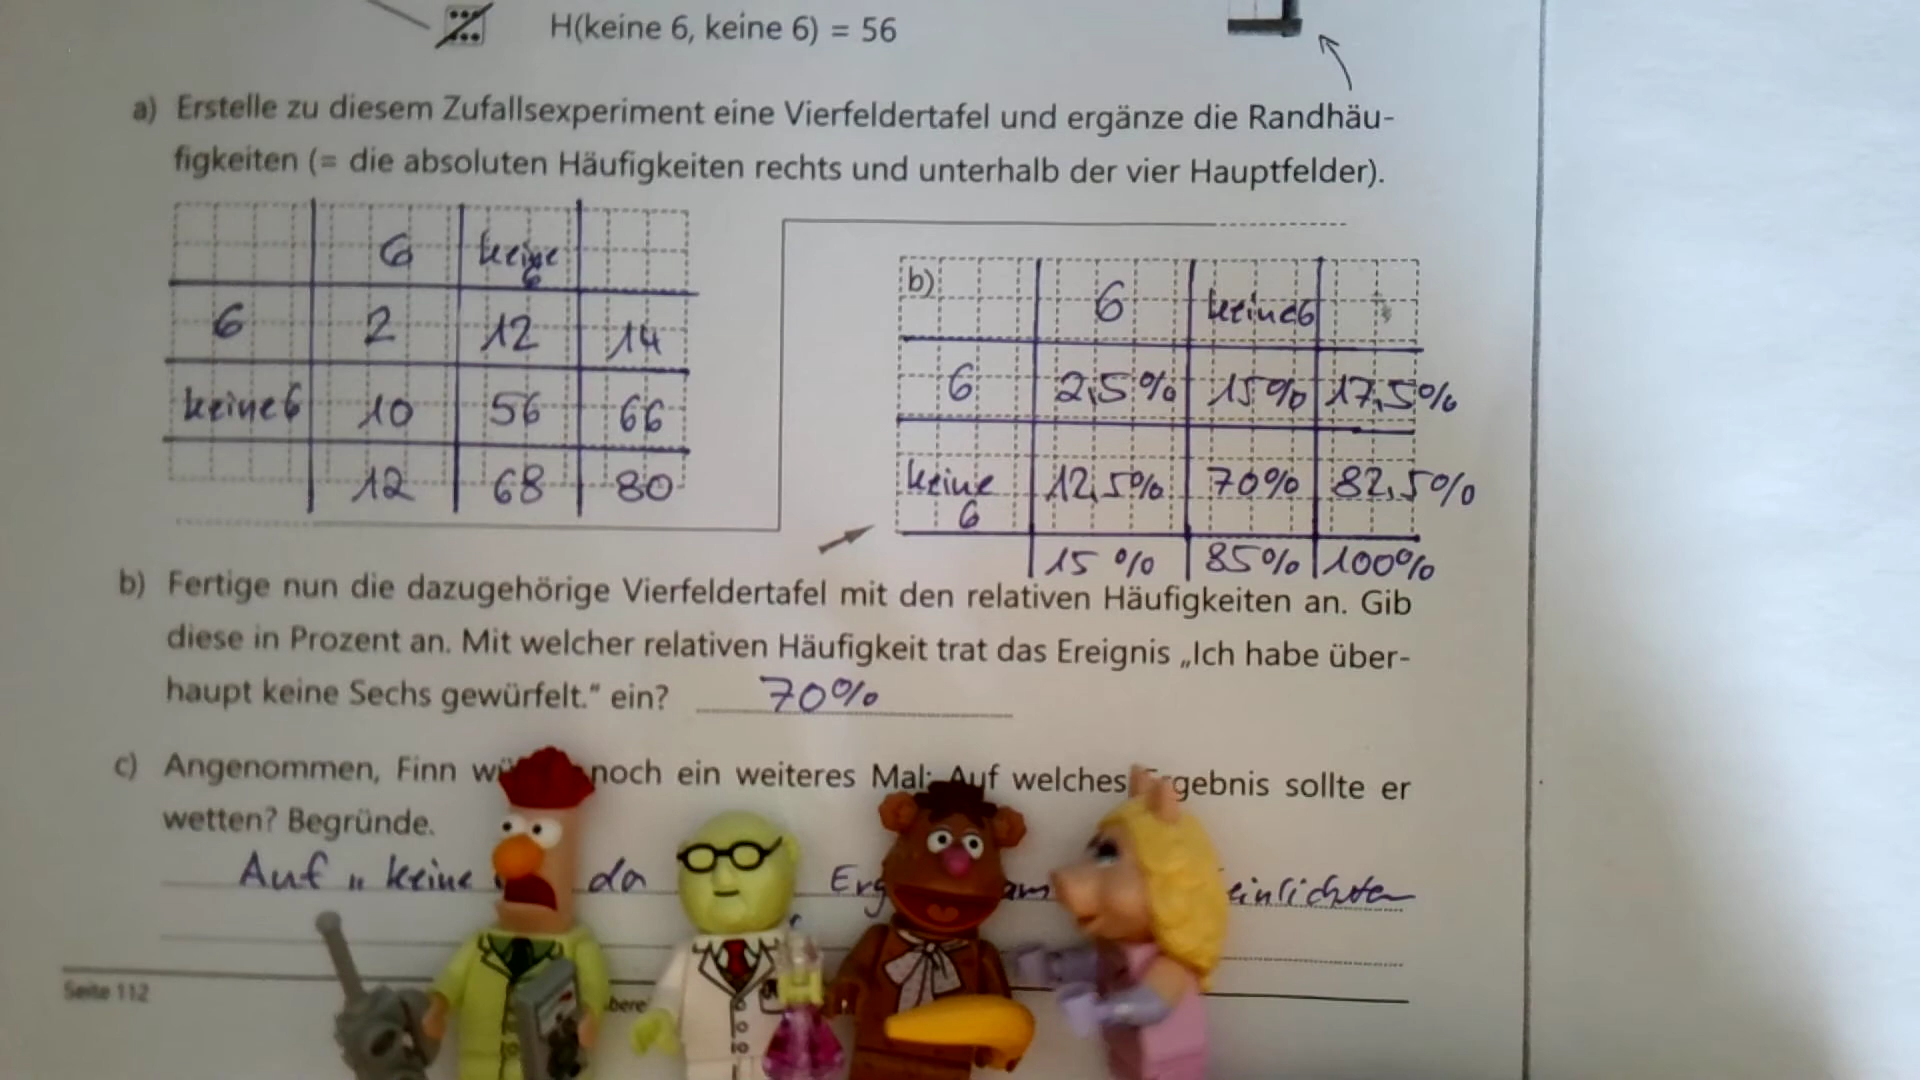 H(keine 6, keine 6) = 56
a) Erstelle zu diesem Zufallsexperiment eine Vierfeldertafel und ergänze die Randhäu-
figkeiten (= die absoluten Häufigkeiten rechts und unterhalb der vier Hauptfelder).
6 keine 6
6 2 12 14
keine 6 10 56 66
12 68 80
b) 6 keine 6
6 2,5% 15% 17,5%
keine 6 12,5% 70% 82,5%
15 % 85% 100%
b) Fertige nun die dazugehörige Vierfeldertafel mit den relativen Häufigkeiten an. Gib
diese in Prozent an. Mit welcher relativen Häufigkeit trat das Ereignis „Ich habe über-
haupt keine Sechs gewürfelt.“ ein? 70%
c) Angenommen, Finn noch ein weiteres Mal: Auf welches Ergebnis sollte er
wetten? Begründe.
Auf „ keine da
Seite 112